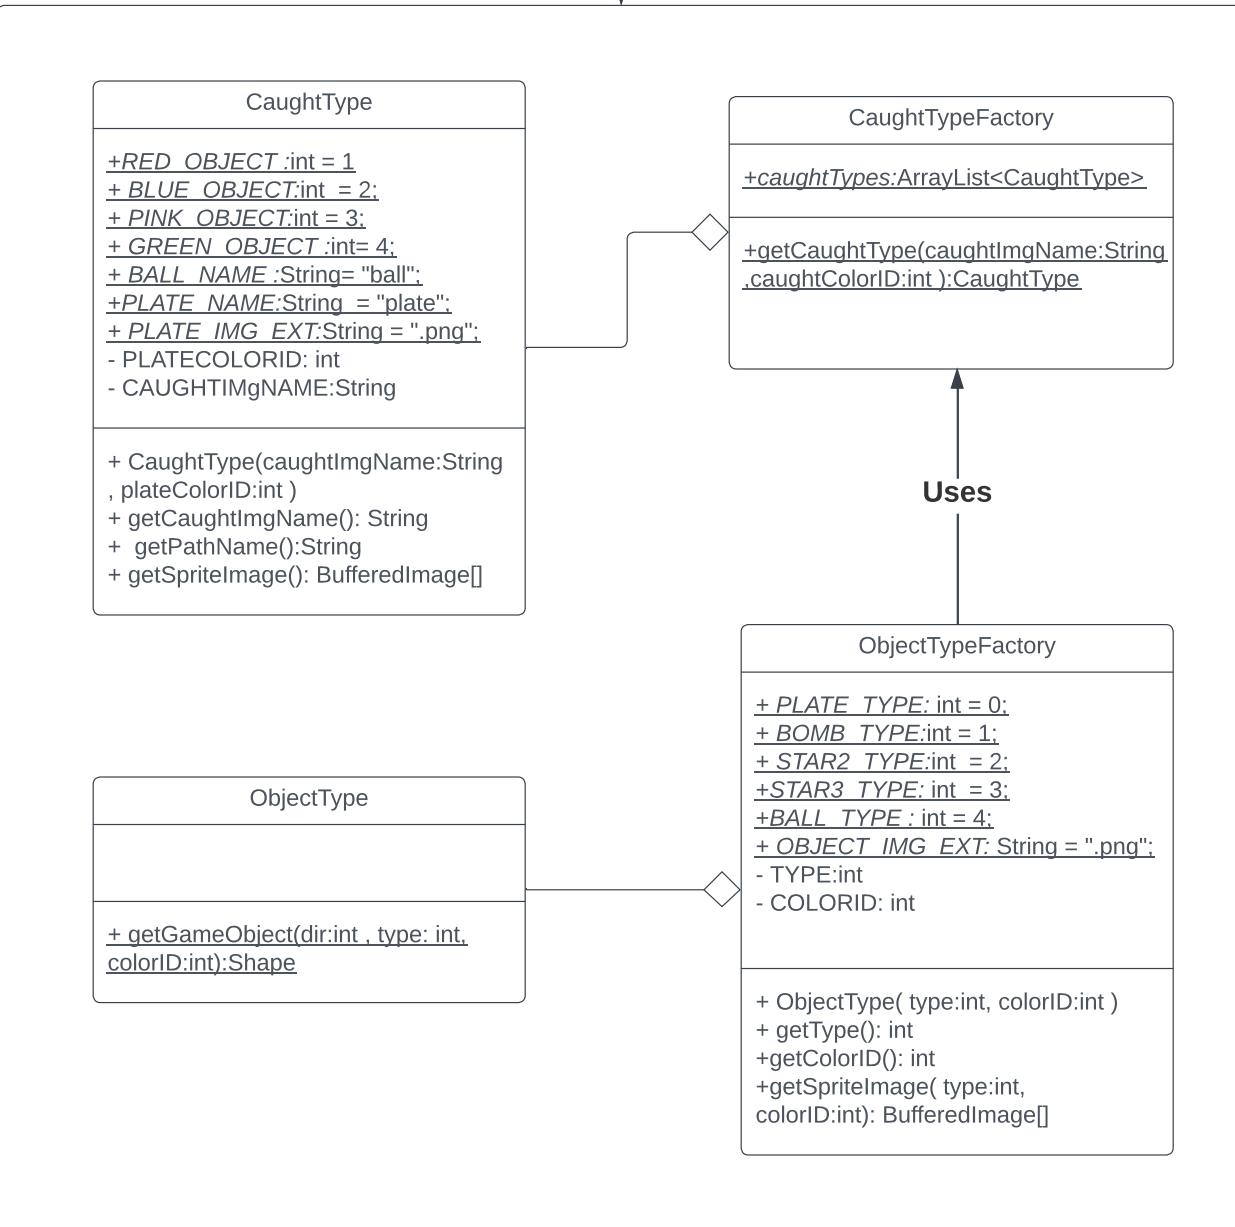 CaughtType
+RED_OBJECT :int = 1
+ BLUE_OBJECT:int  = 2;
+ PINK_OBJECT:int = 3;
+ GREEN_OBJECT :int= 4;
+ BALL_NAME :String= "ball";
+PLATE_NAME:String  = "plate";
+ PLATE_IMG_EXT:String = ".png";
- PLATECOLORID: int
- CAUGHTIMgNAME:String
+ CaughtType(caughtImgName:String
, plateColorID:int )
+ getCaughtImgName(): String
+  getPathName():String
+ getSpriteImage(): BufferedImage[]
CaughtTypeFactory
+caughtTypes:ArrayList<CaughtType>
+getCaughtType(caughtImgName:String
,caughtColorID:int ):CaughtType
Uses
ObjectTypeFactory
+ PLATE_TYPE: int = 0;
+ BOMB_TYPE:int = 1;
+ STAR2_TYPE:int  = 2;
+STAR3_TYPE: int  = 3;
+BALL_TYPE : int = 4;
+ OBJECT_IMG_EXT: String = ".png";
- TYPE:int
- COLORID: int
+ ObjectType( type:int, colorID:int )
+ getType(): int
+getColorID(): int
+getSpriteImage( type:int,
colorID:int): BufferedImage[]
ObjectType
+ getGameObject(dir:int , type: int,
colorID:int):Shape